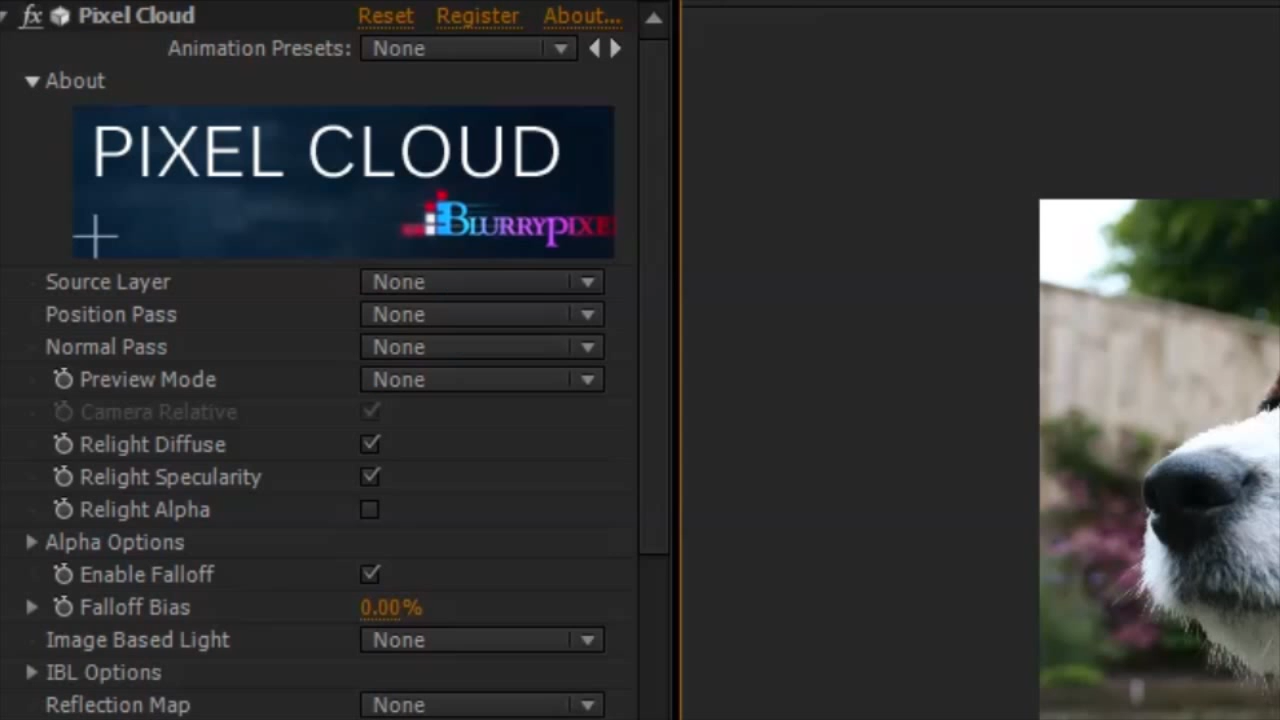 fx Pixel Cloud Reset Register About...
Animation Presets: None
About
PIXEL CLOUD
BLURRYPIXE
Source Layer None
Position Pass None
Normal Pass None
Preview Mode None
Camera Relative
Relight Diffuse
Relight Specularity
Relight Alpha
Alpha Options
Enable Falloff
Falloff Bias 0.00%
Image Based Light None
IBL Options
Reflection Map None